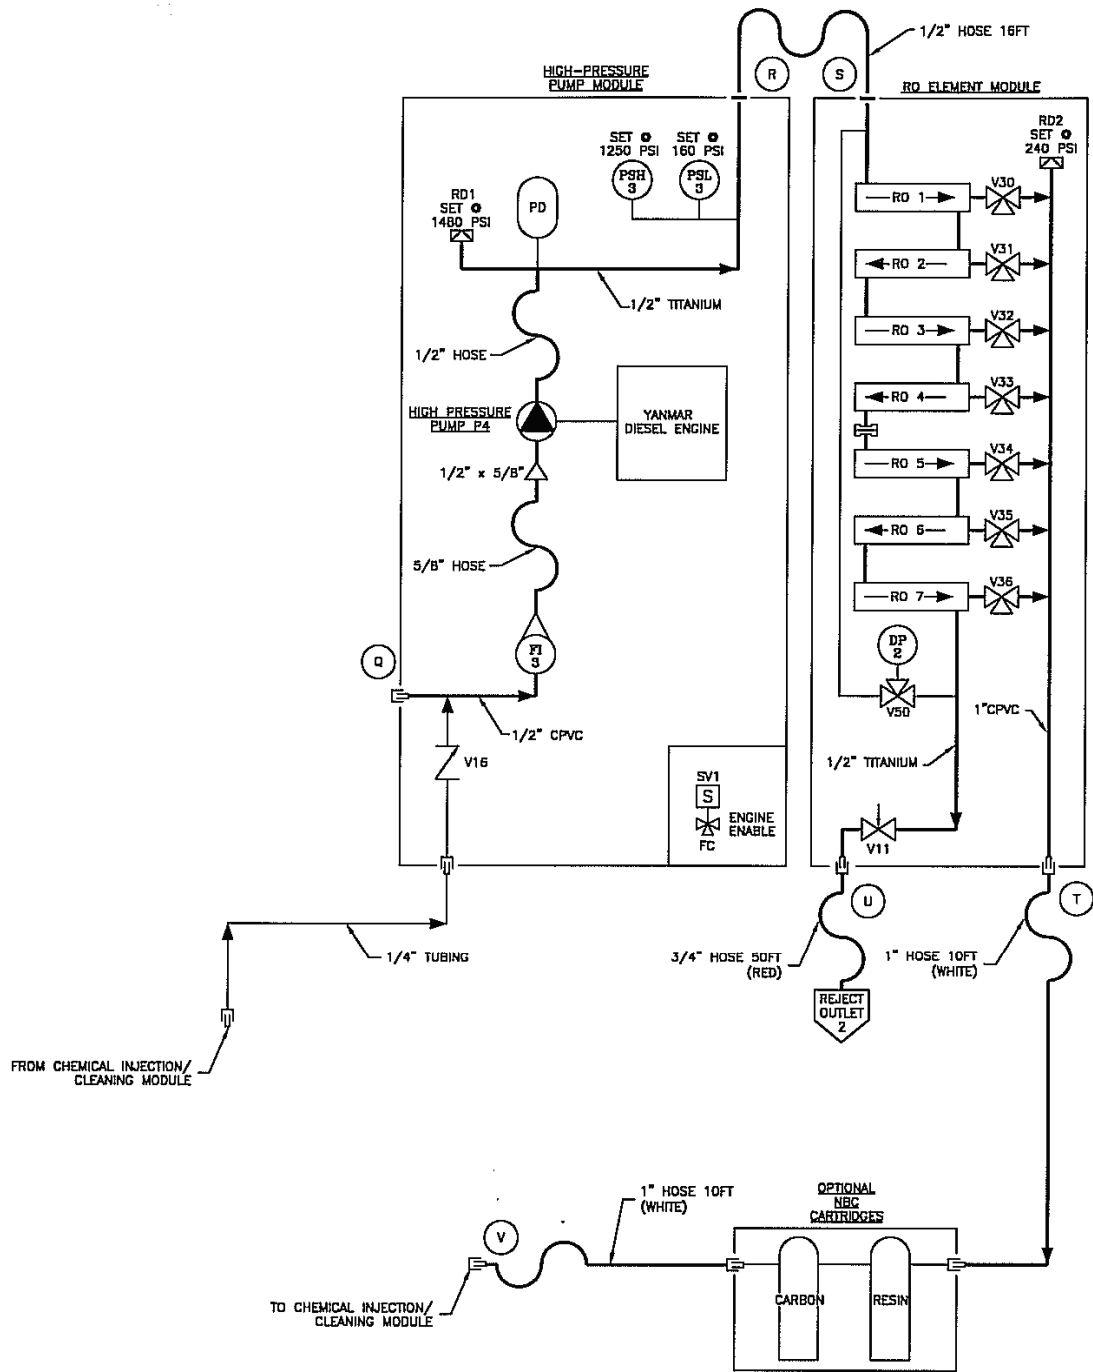 1/2" HOSE 16FT
R
S
HIGH-PRESSURE
PUMP MODULE
RO ELEMENT MODULE
SET @
1250 PSI
SET @
160 PSI
PSH
3
PSL
3
RD1
SET @
1480 PSI
PD
RD2
SET @
240 PSI
RO 1
V30
RO 2
V31
1/2" TITANIUM
RO 3
V32
1/2" HOSE
RO 4
V33
HIGH PRESSURE
PUMP P4
YANMAR
DIESEL ENGINE
1/2" x 5/8"
RO 5
V34
RO 6
V35
5/8" HOSE
RO 7
V36
FI
3
Q
DP
2
V50
1/2" CPVC
1"CPVC
V16
1/2" TITANIUM
SV1
S
ENGINE
ENABLE
FC
V11
U
T
1/4" TUBING
3/4" HOSE 50FT
(RED)
1" HOSE 10FT
(WHITE)
REJECT
OUTLET
2
FROM CHEMICAL INJECTION/
CLEANING MODULE
1" HOSE 10FT
(WHITE)
OPTIONAL
NBC
CARTRIDGES
V
CARBON
RESIN
TO CHEMICAL INJECTION/
CLEANING MODULE